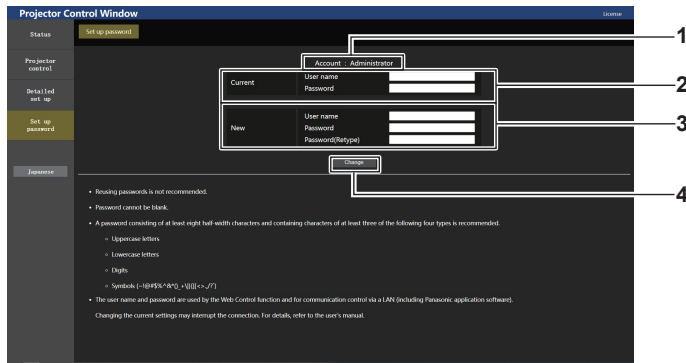 Projector Control Window
License
Status
Set up password
1
Account : Administrator
Projector
control
Current
User name
Password
2
Detailed
set up
New
User name
Password
Password(Retype)
3
Set up
password
Change
Japanese
4
• Reusing passwords is not recommended.
• Password cannot be blank.
• A password consisting of at least eight half-width characters and containing characters of at least three of the following four types is recommended.
◦ Uppercase letters
◦ Lowercase letters
◦ Digits
◦ Symbols
• The user name and password are used by the Web Control function and for communication control via a LAN (including Panasonic application software).
Changing the current settings may interrupt the connection. For details, refer to the user's manual.